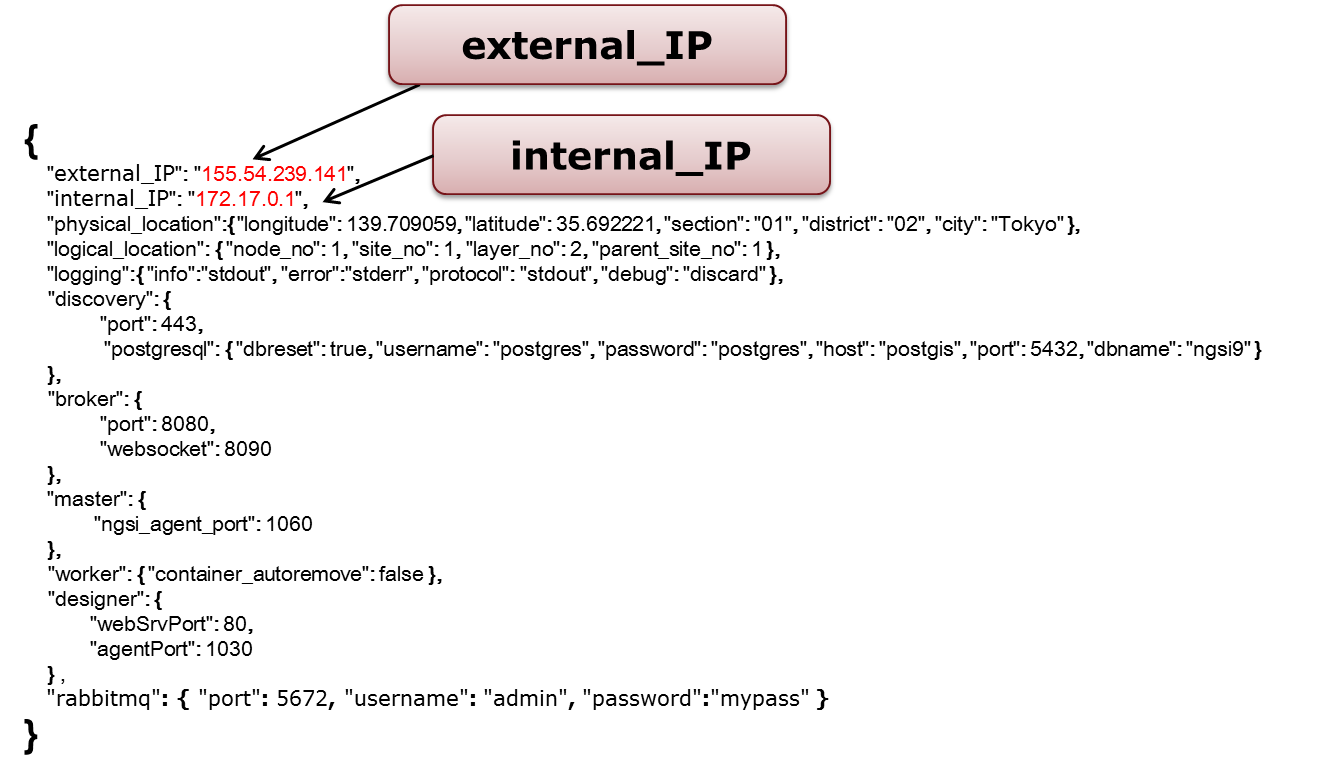 external_IP
internal_IP
{
"external_IP": "155.54.239.141",
"internal_IP": "172.17.0.1",
"physical_location":{"longitude": 139.709059,"latitude": 35.692221,"section": "01","district": "02","city": "Tokyo"},
"logical_location": {"node_no": 1,"site_no": 1,"layer_no": 2,"parent_site_no": 1},
"logging":{"info":"stdout","error":"stderr","protocol": "stdout","debug": "discard"},
"discovery": {
"port": 443,
"postgresql": {"dbreset": true,"username": "postgres","password": "postgres","host": "postgis","port": 5432,"dbname": "ngsi9"}
},
"broker": {
"port": 8080,
"websocket": 8090
},
"master": {
"ngsi_agent_port": 1060
},
"worker": {"container_autoremove": false},
"designer": {
"webSrvPort": 80,
"agentPort": 1030
} ,
"rabbitmq": { "port": 5672, "username": "admin", "password":"mypass" }
}